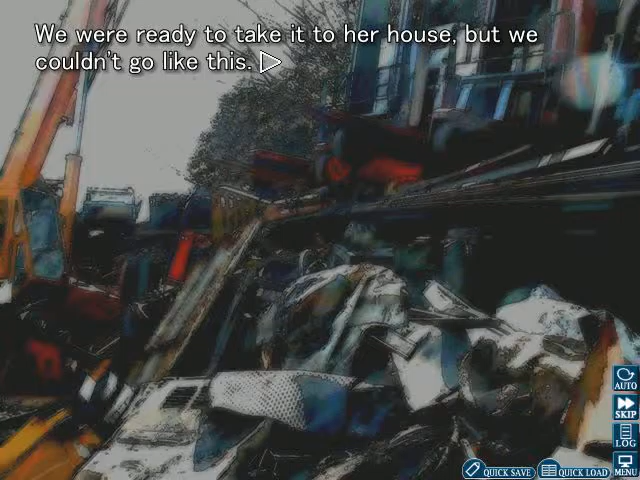 We were ready to take it to her house, but we
couldn't go like this.
AUTO
SKIP
LOG
MENU
QUICK SAVE
QUICK LOAD